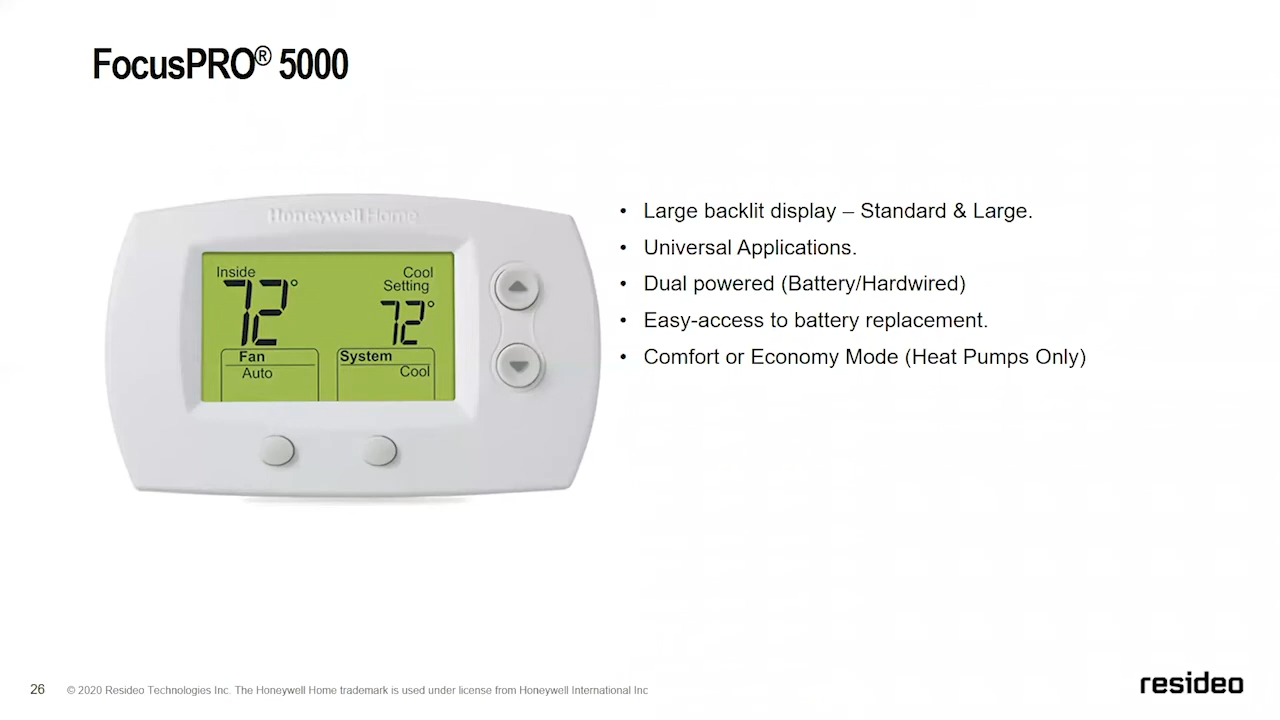 FocusPRO® 5000
Honeywell Home
Inside
72°
Cool
Setting
72°
Fan
Auto
System
Cool
• Large backlit display – Standard & Large.
• Universal Applications.
• Dual powered (Battery/Hardwired)
• Easy-access to battery replacement.
• Comfort or Economy Mode (Heat Pumps Only)
26
© 2020 Resideo Technologies Inc. The Honeywell Home trademark is used under license from Honeywell International Inc
resideo